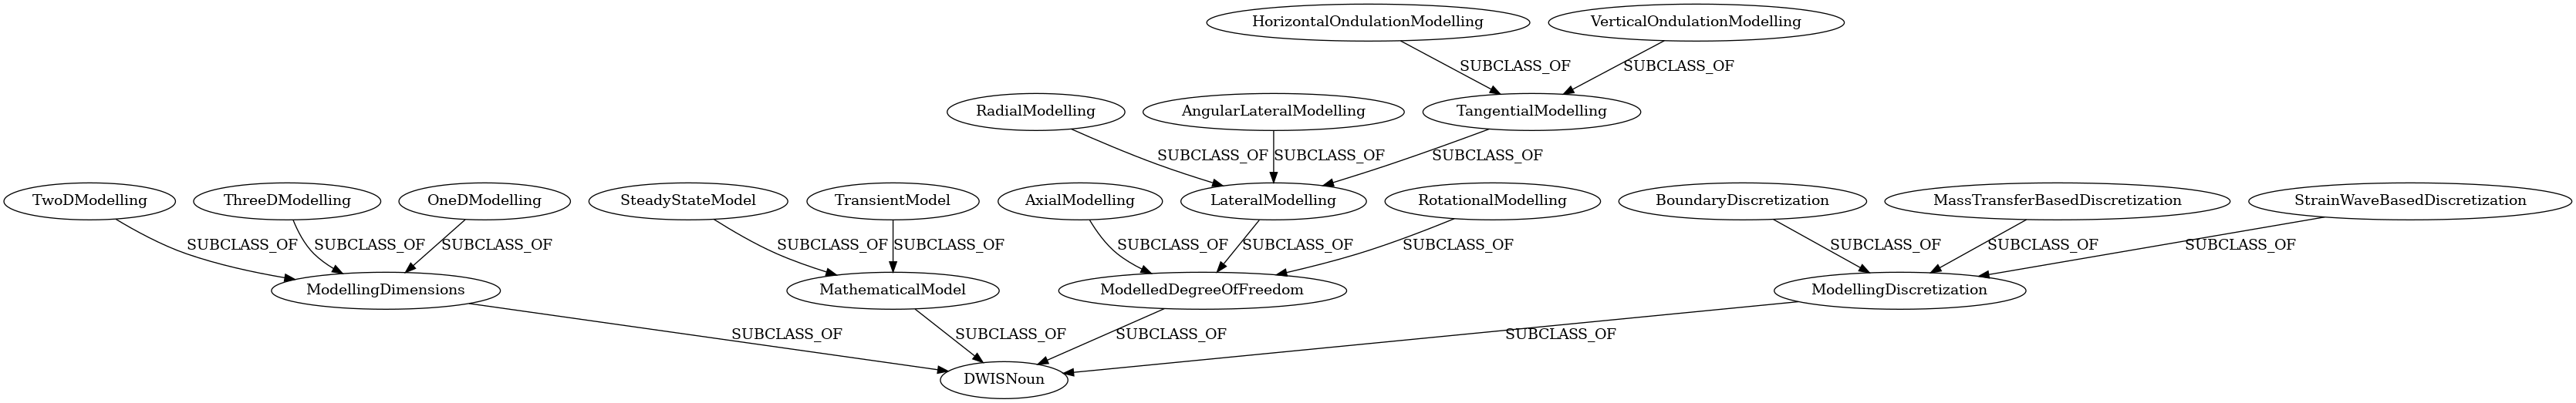 HorizontalOndulationModelling
VerticalOndulationModelling
SUBCLASS_OF
SUBCLASS_OF
RadialModelling
AngularLateralModelling
TangentialModelling
SUBCLASS_OF
SUBCLASS_OF
SUBCLASS_OF
TwoDModelling
ThreeDModelling
OneDModelling
SteadyStateModel
TransientModel
AxialModelling
LateralModelling
RotationalModelling
BoundaryDiscretization
MassTransferBasedDiscretization
StrainWaveBasedDiscretization
SUBCLASS_OF
SUBCLASS_OF
SUBCLASS_OF
SUBCLASS_OF
SUBCLASS_OF
SUBCLASS_OF
SUBCLASS_OF
SUBCLASS_OF
SUBCLASS_OF
SUBCLASS_OF
SUBCLASS_OF
ModellingDimensions
MathematicalModel
ModelledDegreeOfFreedom
ModellingDiscretization
SUBCLASS_OF
SUBCLASS_OF
SUBCLASS_OF
SUBCLASS_OF
DWISNoun